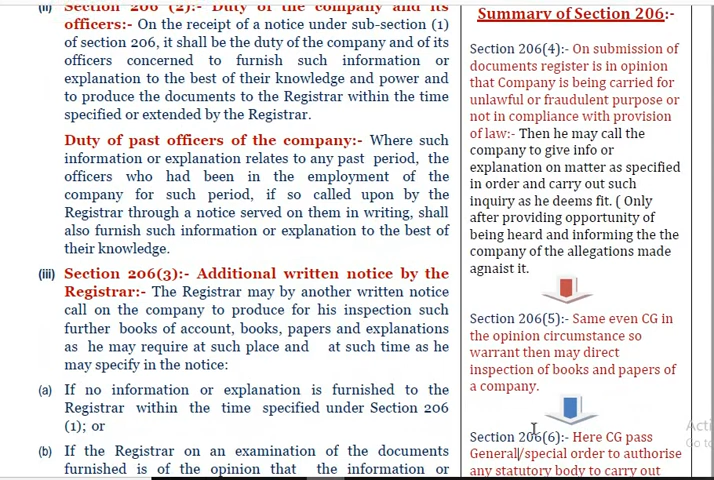 (ii) Section 206 (2):- Duty of the company and its
officers:- On the receipt of a notice under sub-section (1)
of section 206, it shall be the duty of the company and of its
officers concerned to furnish such information or
explanation to the best of their knowledge and power and
to produce the documents to the Registrar within the time
specified or extended by the Registrar.
Duty of past officers of the company:- Where such
information or explanation relates to any past period, the
officers who had been in the employment of the
company for such period, if so called upon by the
Registrar through a notice served on them in writing, shall
also furnish such information or explanation to the best of
their knowledge.
(iii) Section 206(3):- Additional written notice by the
Registrar:- The Registrar may by another written notice
call on the company to produce for his inspection such
further books of account, books, papers and explanations
as he may require at such place and at such time as he
may specify in the notice:
(a) If no information or explanation is furnished to the
Registrar within the time specified under Section 206
(1); or
(b) If the Registrar on an examination of the documents
furnished is of the opinion that the information or
Summary of Section 206:-
Section 206(4):- On submission of
documents register is in opinion
that Company is being carried for
unlawful or fraudulent purpose or
not in compliance with provision
of law:- Then he may call the
company to give info or
explanation on matter as specified
in order and carry out such
inquiry as he deems fit. ( Only
after providing opportunity of
being heard and informing the the
company of the allegations made
agnaist it.
Section 206(5):- Same even CG in
the opinion circumstance so
warrant then may direct
inspection of books and papers of
a company.
Section 206(6):- Here CG pass
General/special order to authorise
any statutory body to carry out
Acti
Go to